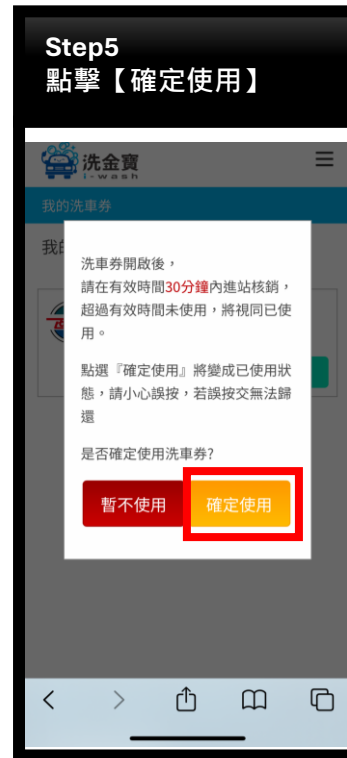 Step5
點擊【確定使用】
洗金寶
i-wash
我的洗車券
我的
洗車券開啟後，
請在有效時間30分鐘內進站核銷，
超過有效時間未使用，將視同已使
用。
點選『確定使用』將變成已使用狀
態，請小心誤按，若誤按交無法歸
還
是否確定使用洗車券?
暫不使用
確定使用